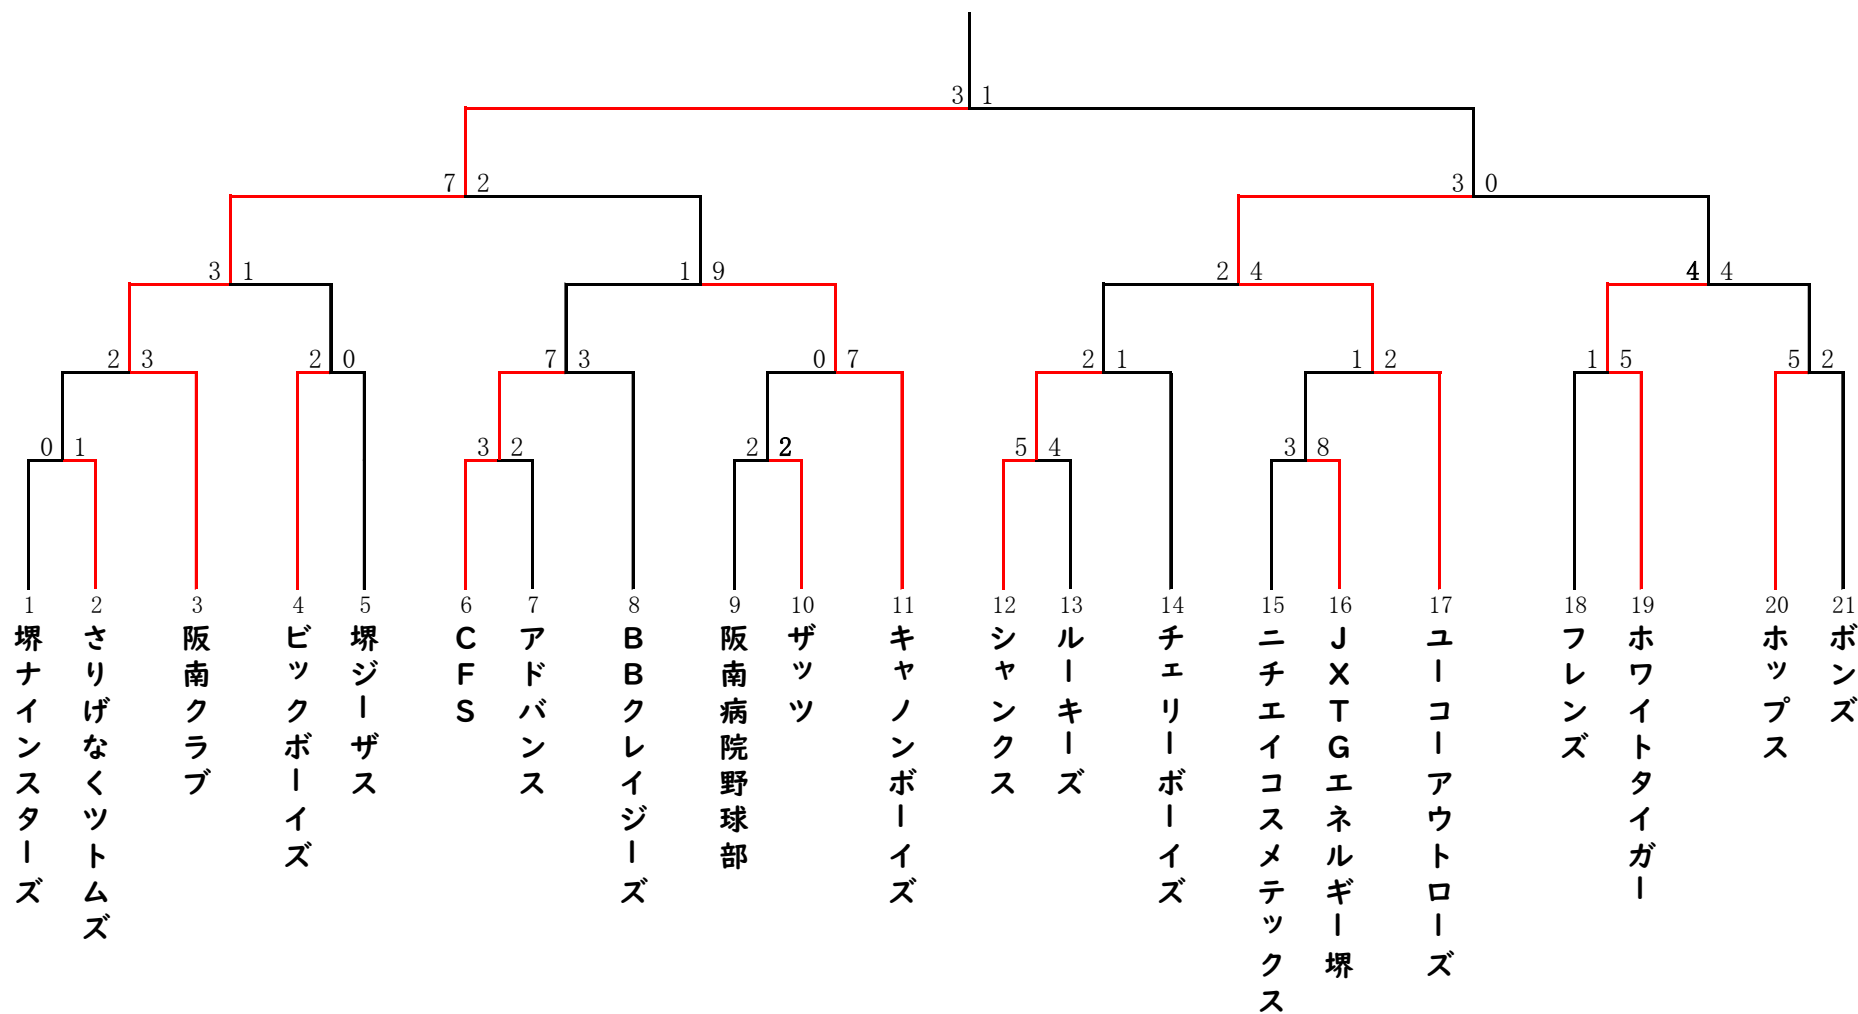 3 1
7 2
3 0
3 1
1 9
2 4
4 4
2 3
2 0
7 3
0 7
2 1
1 2
1 5
5 2
0 1
3 2
2 2
5 4
3 8
1
2
3
4
5
6
7
8
9
10
11
12
13
14
15
16
17
18
19
20
21
堺ナインスターズ
さりげなくツトムズ
阪南クラブ
ビックボーイズ
堺ジーザス
CFS
アドバンス
BBクレイジーズ
阪南病院野球部
ザッツ
キャノンボーイズ
シャンクス
ルーキーズ
チェリーボーイズ
ニチエイコスメテックス
JXTGエネルギー堺
ユーコーアウトローズ
フレンズ
ホワイトタイガー
ホップス
ボンズ